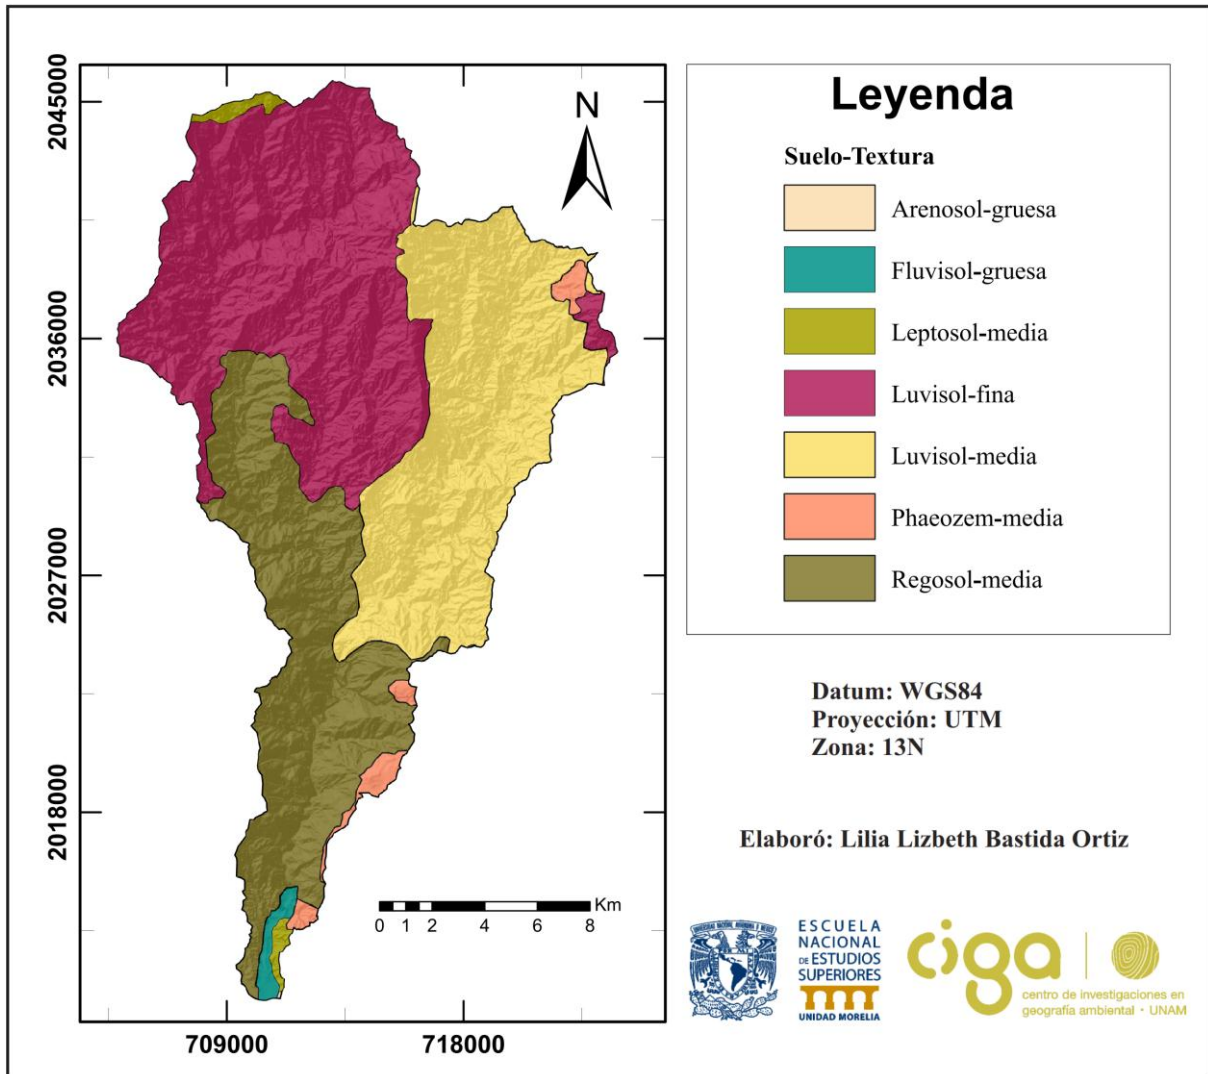 2045000
2036000
2027000
2018000
709000
718000
N
0 1 2 4 6 8 Km
Leyenda
Suelo-Textura
Arenosol-gruesa
Fluvisol-gruesa
Leptosol-media
Luvisol-fina
Luvisol-media
Phaeozem-media
Regosol-media
Datum: WGS84
Proyección: UTM
Zona: 13N
Elaboró: Lilia Lizbeth Bastida Ortiz
ESCUELA
NACIONAL
DE ESTUDIOS
SUPERIORES
UNIDAD MORELIA
ciga
centro de investigaciones en
geografía ambiental · UNAM